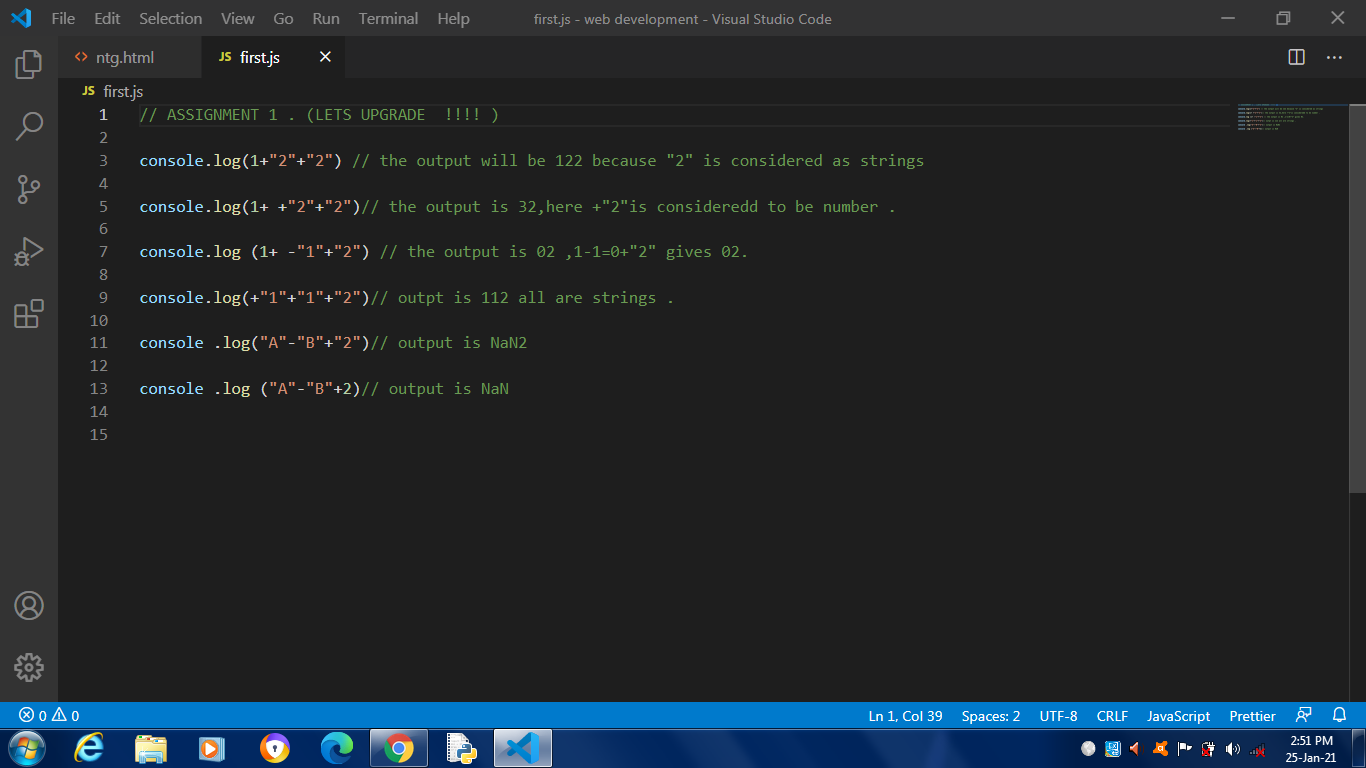 File Edit Selection View Go Run Terminal Help first.js - web development - Visual Studio Code
ntg.html JS first.js
JS first.js
1 // ASSIGNMENT 1 . (LETS UPGRADE  !!!! )
2
3 console.log(1+"2"+"2") // the output will be 122 because "2" is considered as strings
4
5 console.log(1+ +"2"+"2")// the output is 32,here +"2"is consideredd to be number .
6
7 console.log (1+ -"1"+"2") // the output is 02 ,1-1=0+"2" gives 02.
8
9 console.log(+"1"+"1"+"2")// outpt is 112 all are strings .
10
11 console .log("A"-"B"+"2")// output is NaN2
12
13 console .log ("A"-"B"+2)// output is NaN
14
15
0 0 Ln 1, Col 39 Spaces: 2 UTF-8 CRLF JavaScript Prettier
2:51 PM
25-Jan-21